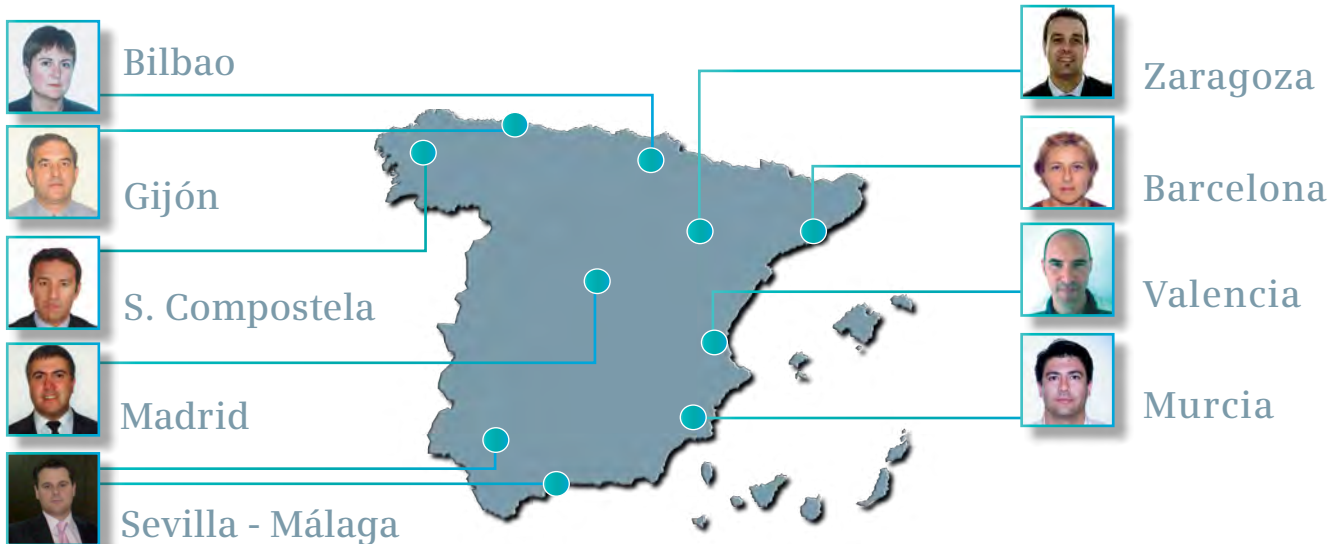 Bilbao
Gijón
S. Compostela
Madrid
Sevilla - Málaga
Zaragoza
Barcelona
Valencia
Murcia